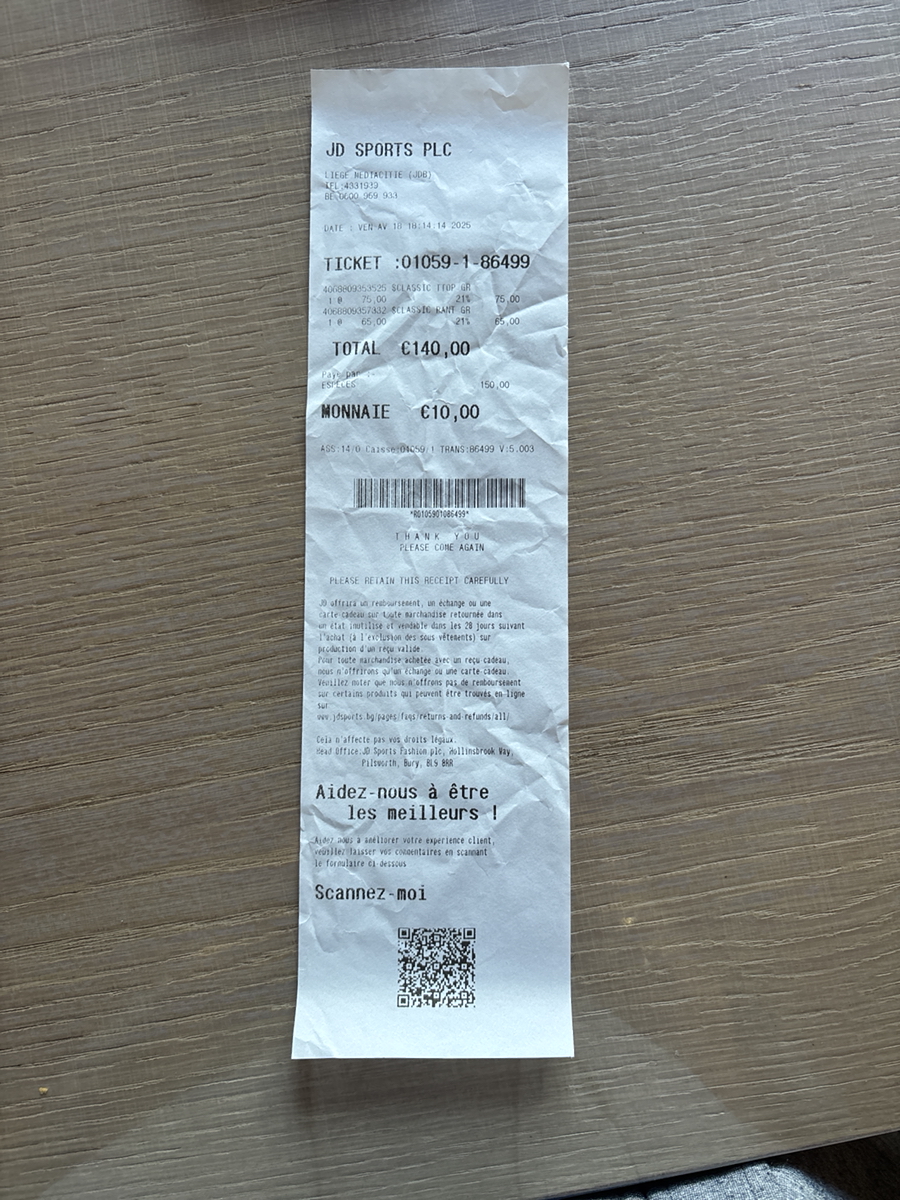 JD SPORTS PLC
LIEGE MEDIACITIE (JDB)
TEL:4331939
BE 0600 969 933
DATE : VEN AV 18 18:14:14 2025
TICKET :01059-1-86499
4068809353525 SCLASSIC TTOP GR
1 @ 75,00 21% 75,00
4068809357332 SCLASSIC PANT GR
1 @ 65,00 21% 65,00
TOTAL €140,00
Payé par :-
ESPECES 150,00
MONNAIE €10,00
ASS:14/0 Caisse:01059/1 TRANS:86499 V:5.003
*R0105901086499*
THANK YOU
PLEASE COME AGAIN
PLEASE RETAIN THIS RECEIPT CAREFULLY
JD offrira un remboursement, un échange ou une
carte-cadeau sur toute marchandise retournée dans
un état inutilisé et vendable dans les 28 jours suivant
l'achat (à l'exclusion des sous vêtements) sur
production d'un reçu valide.
Pour toute marchandise achetée avec un reçu cadeau,
nous n'offrirons qu'un échange ou une carte-cadeau.
Veuillez noter que nous n'offrons pas de remboursement
sur certains produits qui peuvent être trouvés en ligne
sur
www.jdsports.bg/pages/faqs/returns-and-refunds/all/
Cela n'affecte pas vos droits légaux.
Head Office:JD Sports Fashion plc, Hollinsbrook Way,
Pilsworth, Bury, BL9 8RR
Aidez-nous à être
les meilleurs !
Aidez nous à améliorer votre experience client,
veuillez laisser vos commentaires en scannant
le formulaire ci-dessous
Scannez-moi